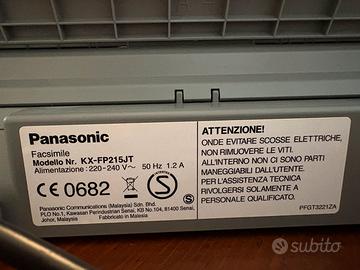 Panasonic
Facsimile
Modello Nr. KX-FP215JT
Alimentazione : 220 - 240 V~ 50 Hz 1.2 A
CE 0682
S
Panasonic Communications (Malaysia) Sdn. Bhd.
PLO No.1, Kawasan Perindustrian Senai, KB No.104, 81400 Senai,
Johor, Malaysia Fabbricato in Malesia
ATTENZIONE!
ONDE EVITARE SCOSSE ELETTRICHE,
NON RIMUOVERE LE VITI.
ALL'INTERNO NON CI SONO PARTI
MANEGGIABILI DALL'UTENTE.
PER L'ASSISTENZA TECNICA
RIVOLGERSI SOLAMENTE A
PERSONALE QUALIFICATO.
PFGT3221ZA
subito